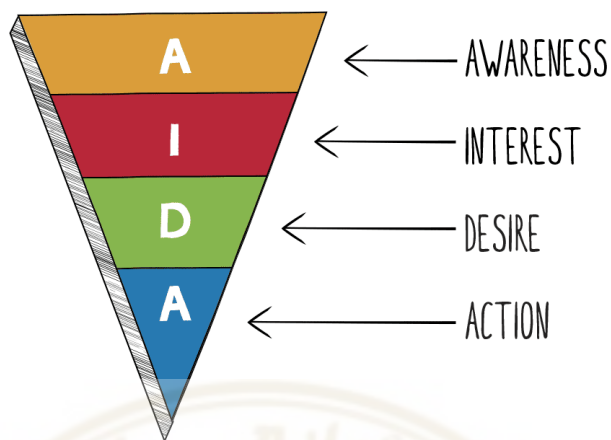 A
AWARENESS
I
INTEREST
D
DESIRE
A
ACTION